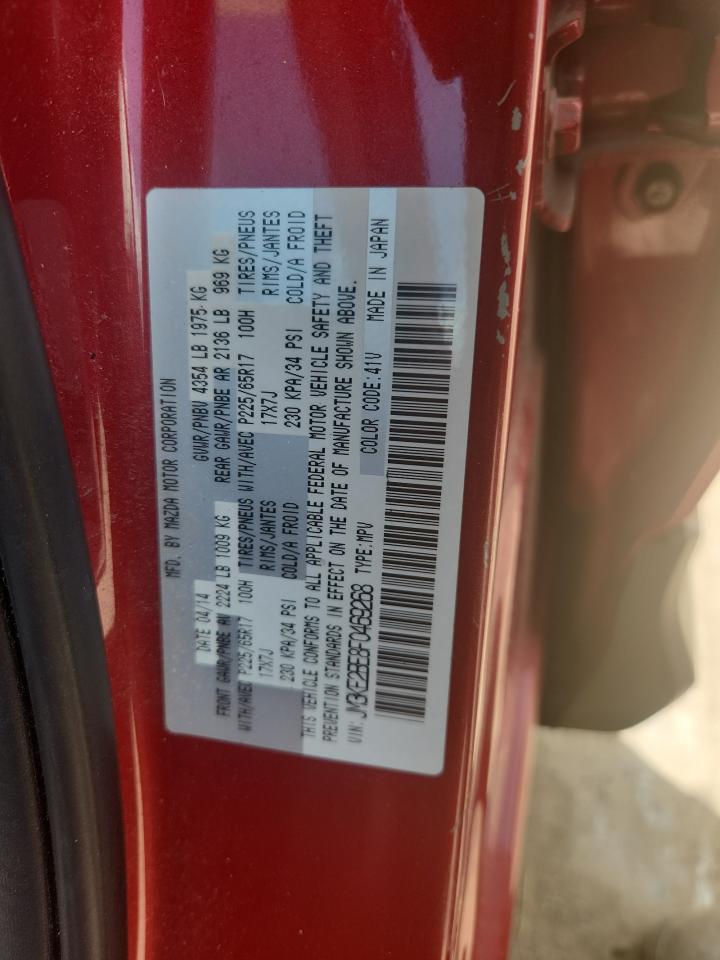 MFD. BY MAZDA MOTOR CORPORATION
DATE 04/14 GVWR/PNBV 4354 LB 1975 KG
FRONT GAWR/PNBE AV 2224 LB 1009 KG REAR GAWR/PNBE AR 2136 LB 969 KG
WITH/AVEC P225/65R17 100H TIRES/PNEUS WITH/AVEC P225/65R17 100H TIRES/PNEUS
17X7J RIMS/JANTES 17X7J RIMS/JANTES
230 KPA/34 PSI COLD/A FROID 230 KPA/34 PSI COLD/A FROID
THIS VEHICLE CONFORMS TO ALL APPLICABLE FEDERAL MOTOR VEHICLE SAFETY AND THEFT
PREVENTION STANDARDS IN EFFECT ON THE DATE OF MANUFACTURE SHOWN ABOVE.
VIN: JM3KE2BE8F0469268 TYPE:MPV COLOR CODE:41V MADE IN JAPAN